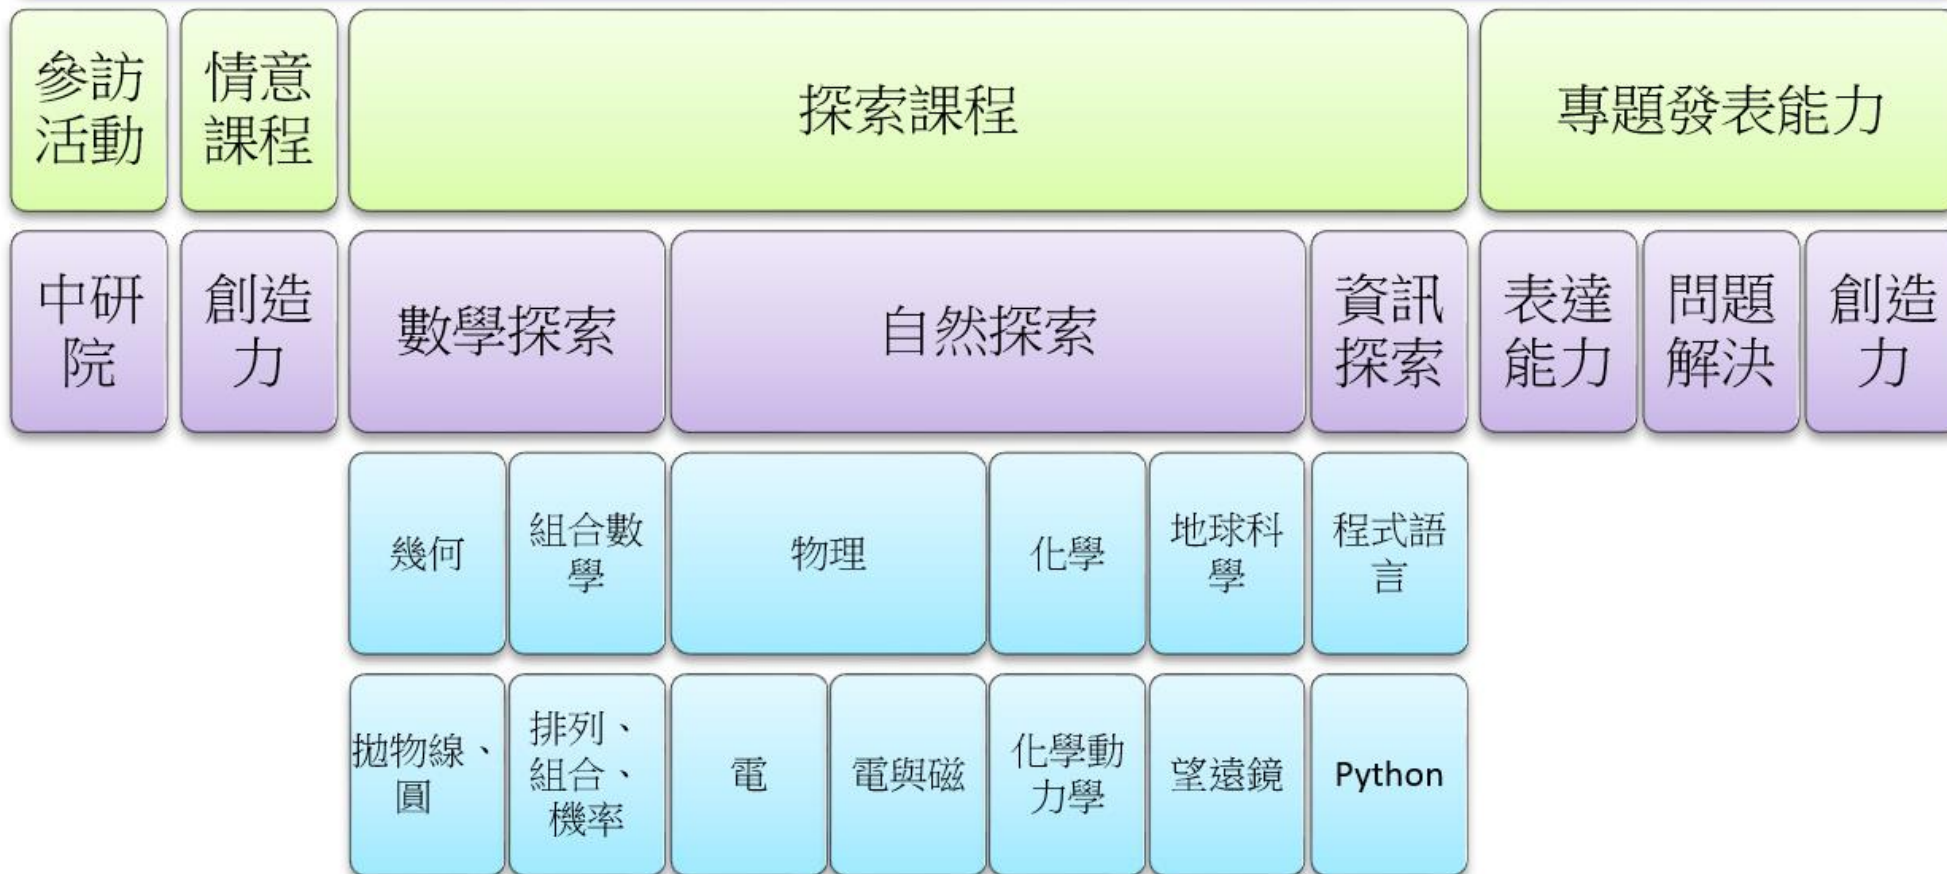 參訪
活動
情意
課程
探索課程
專題發表能力
中研
院
創造
力
數學探索
自然探索
資訊
探索
表達
能力
問題
解決
創造
力
幾何
組合數
學
物理
化學
地球科
學
程式語
言
拋物線、
圓
排列、
組合、
機率
電
電與磁
化學動
力學
望遠鏡
Python